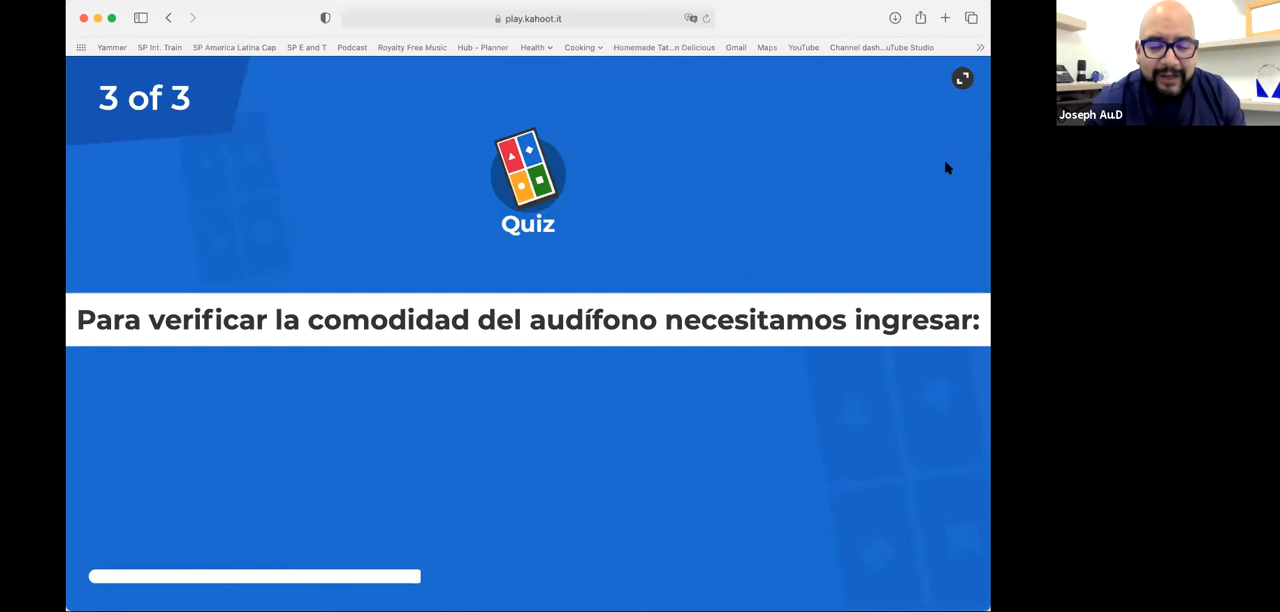 play.kahoot.it
Yammer SP Int. Train SP America Latina Cap SP E and T Podcast Royalty Free Music Hub - Planner Health Cooking Homemade Tat...n Delicious Gmail Maps YouTube Channel dash...uTube Studio
3 of 3
Quiz
Para verificar la comodidad del audífono necesitamos ingresar:
Joseph Au.D